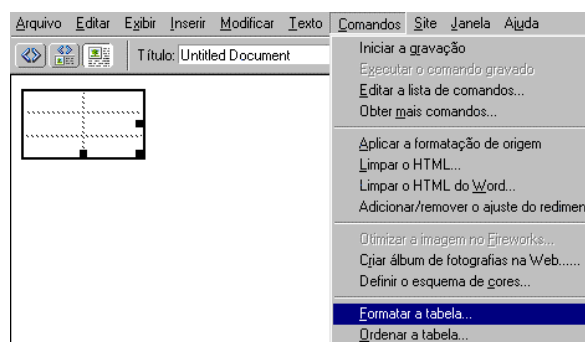 Arquivo Editar Exibir Inserir Modificar Texto Comandos Site Janela Ajuda
Título: Untitled Document
Iniciar a gravação
Executar o comando gravado
Editar a lista de comandos...
Obter mais comandos...
Aplicar a formatação de origem
Limpar o HTML...
Limpar o HTML do Word...
Adicionar/remover o ajuste do redimen
Otimizar a imagem no Fireworks...
Criar álbum de fotografias na Web......
Definir o esquema de cores...
Formatar a tabela...
Ordenar a tabela...